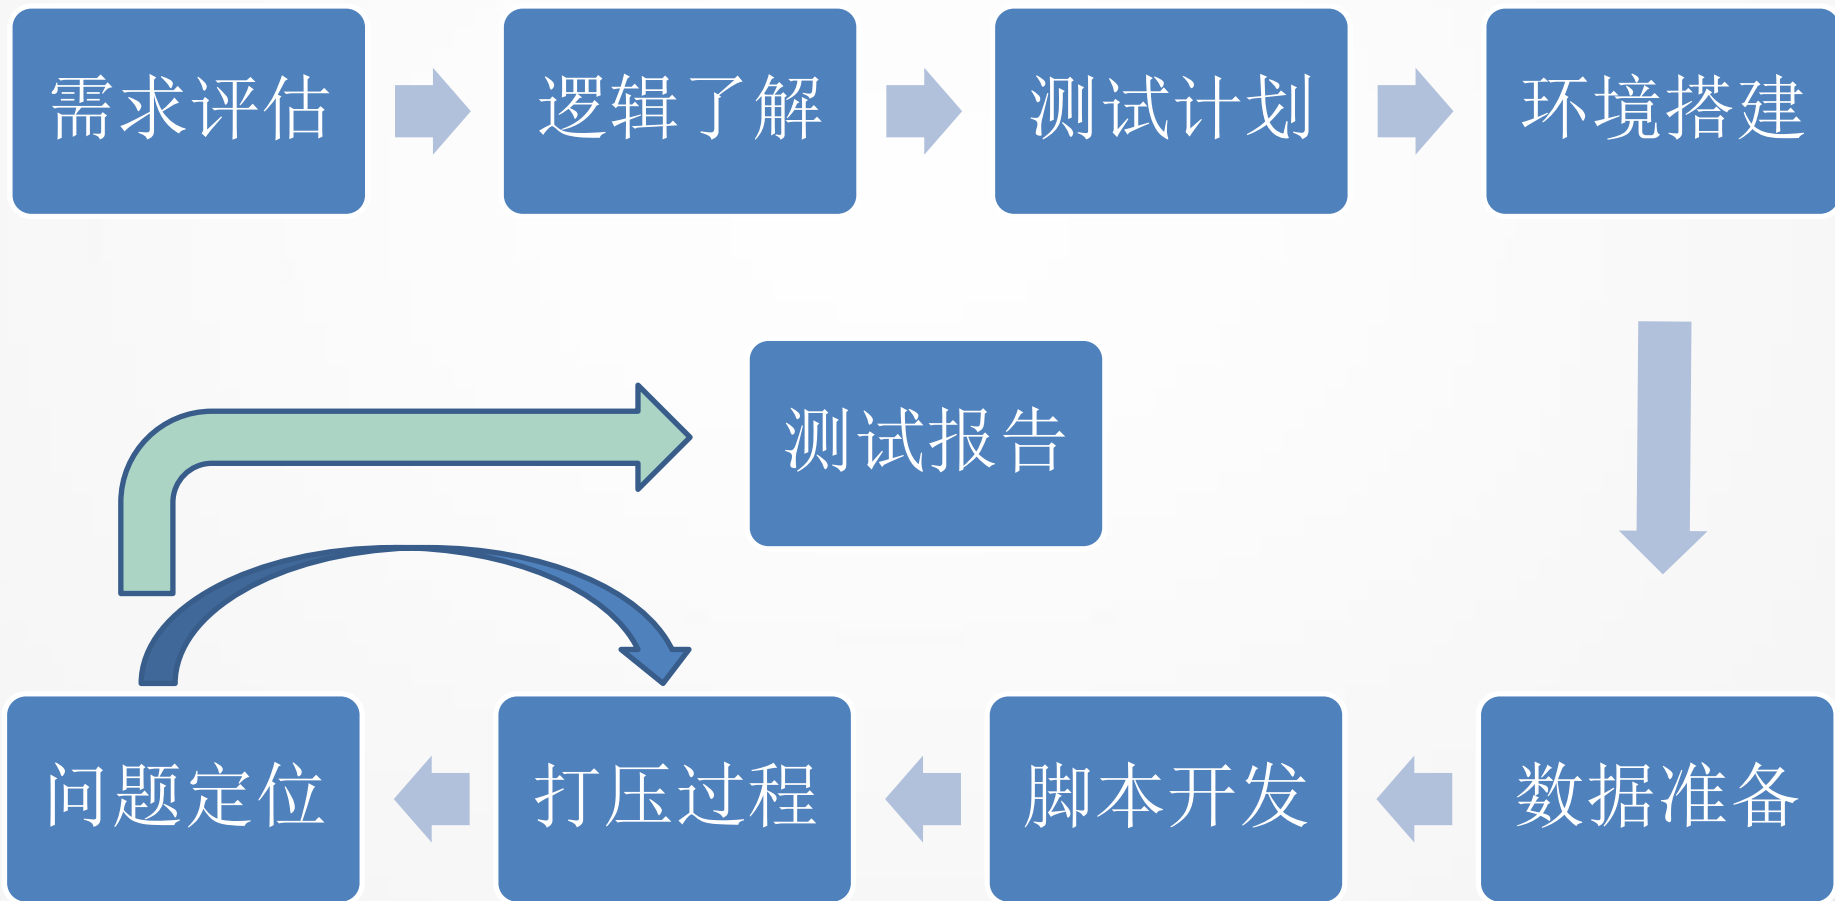 需求评估
逻辑了解
测试计划
环境搭建
测试报告
问题定位
打压过程
脚本开发
数据准备